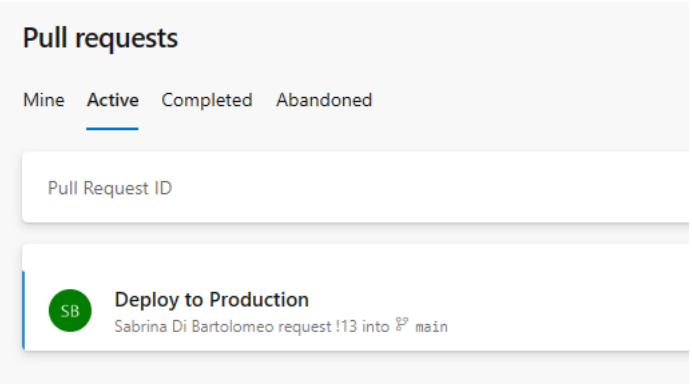 Pull requests
Mine Active Completed Abandoned
Pull Request ID
SB
Deploy to Production
Sabrina Di Bartolomeo request !13 into main